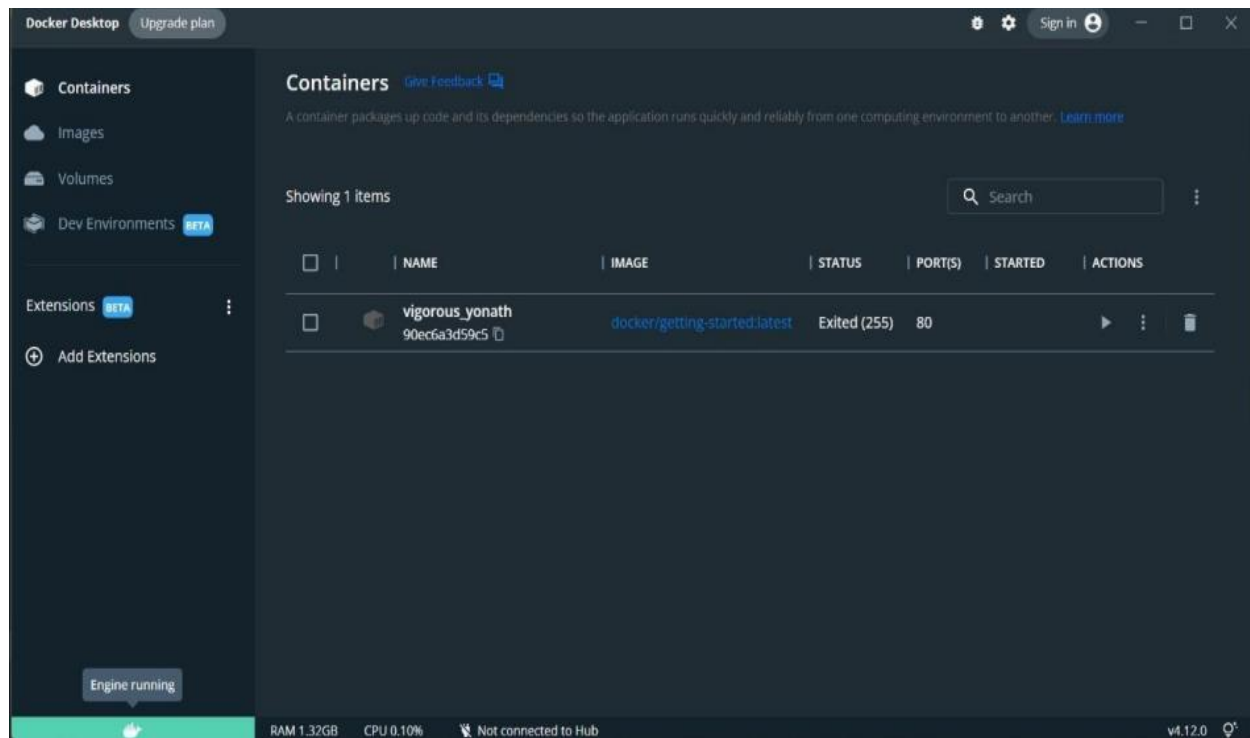 Docker Desktop Upgrade plan Sign in
Containers
Images
Volumes
Dev Environments BETA
Extensions BETA
Add Extensions
Containers Give Feedback
A container packages up code and its dependencies so the application runs quickly and reliably from one computing environment to another. Learn more
Showing 1 items Search
NAME IMAGE STATUS PORT(S) STARTED ACTIONS
vigorous_yonath docker/getting-started:latest Exited (255) 80
90ec6a3d59c5
Engine running
RAM 1.32GB CPU 0.10% Not connected to Hub v4.12.0